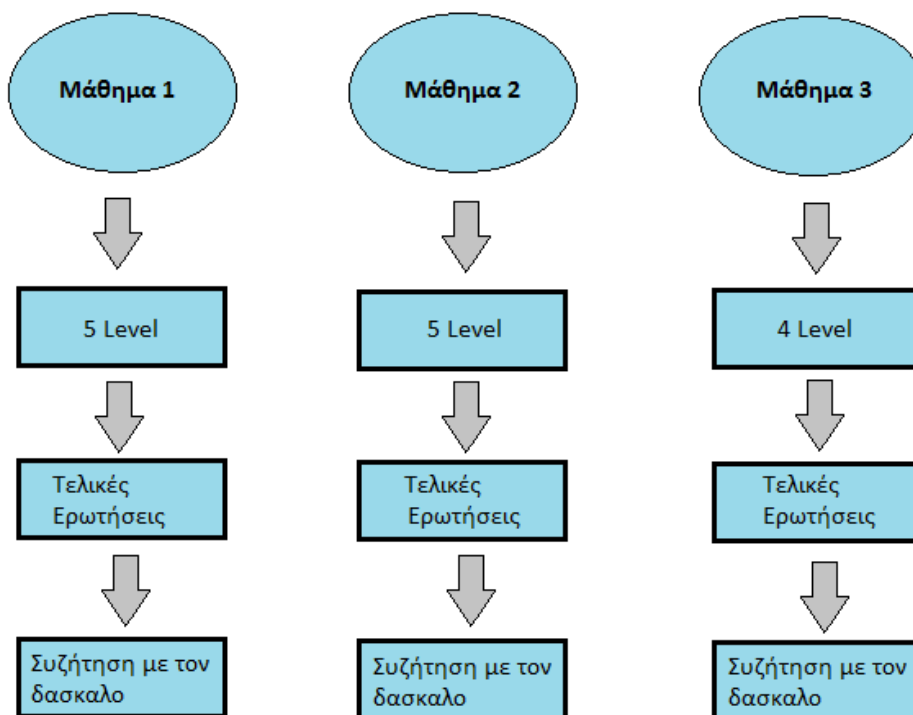 Μάθημα 1
Μάθημα 2
Μάθημα 3
5 Level
5 Level
4 Level
Τελικές
Ερωτήσεις
Τελικές
Ερωτήσεις
Τελικές
Ερωτήσεις
Συζήτηση με τον
δασκαλο
Συζήτηση με τον
δασκαλο
Συζήτηση με τον
δασκαλο